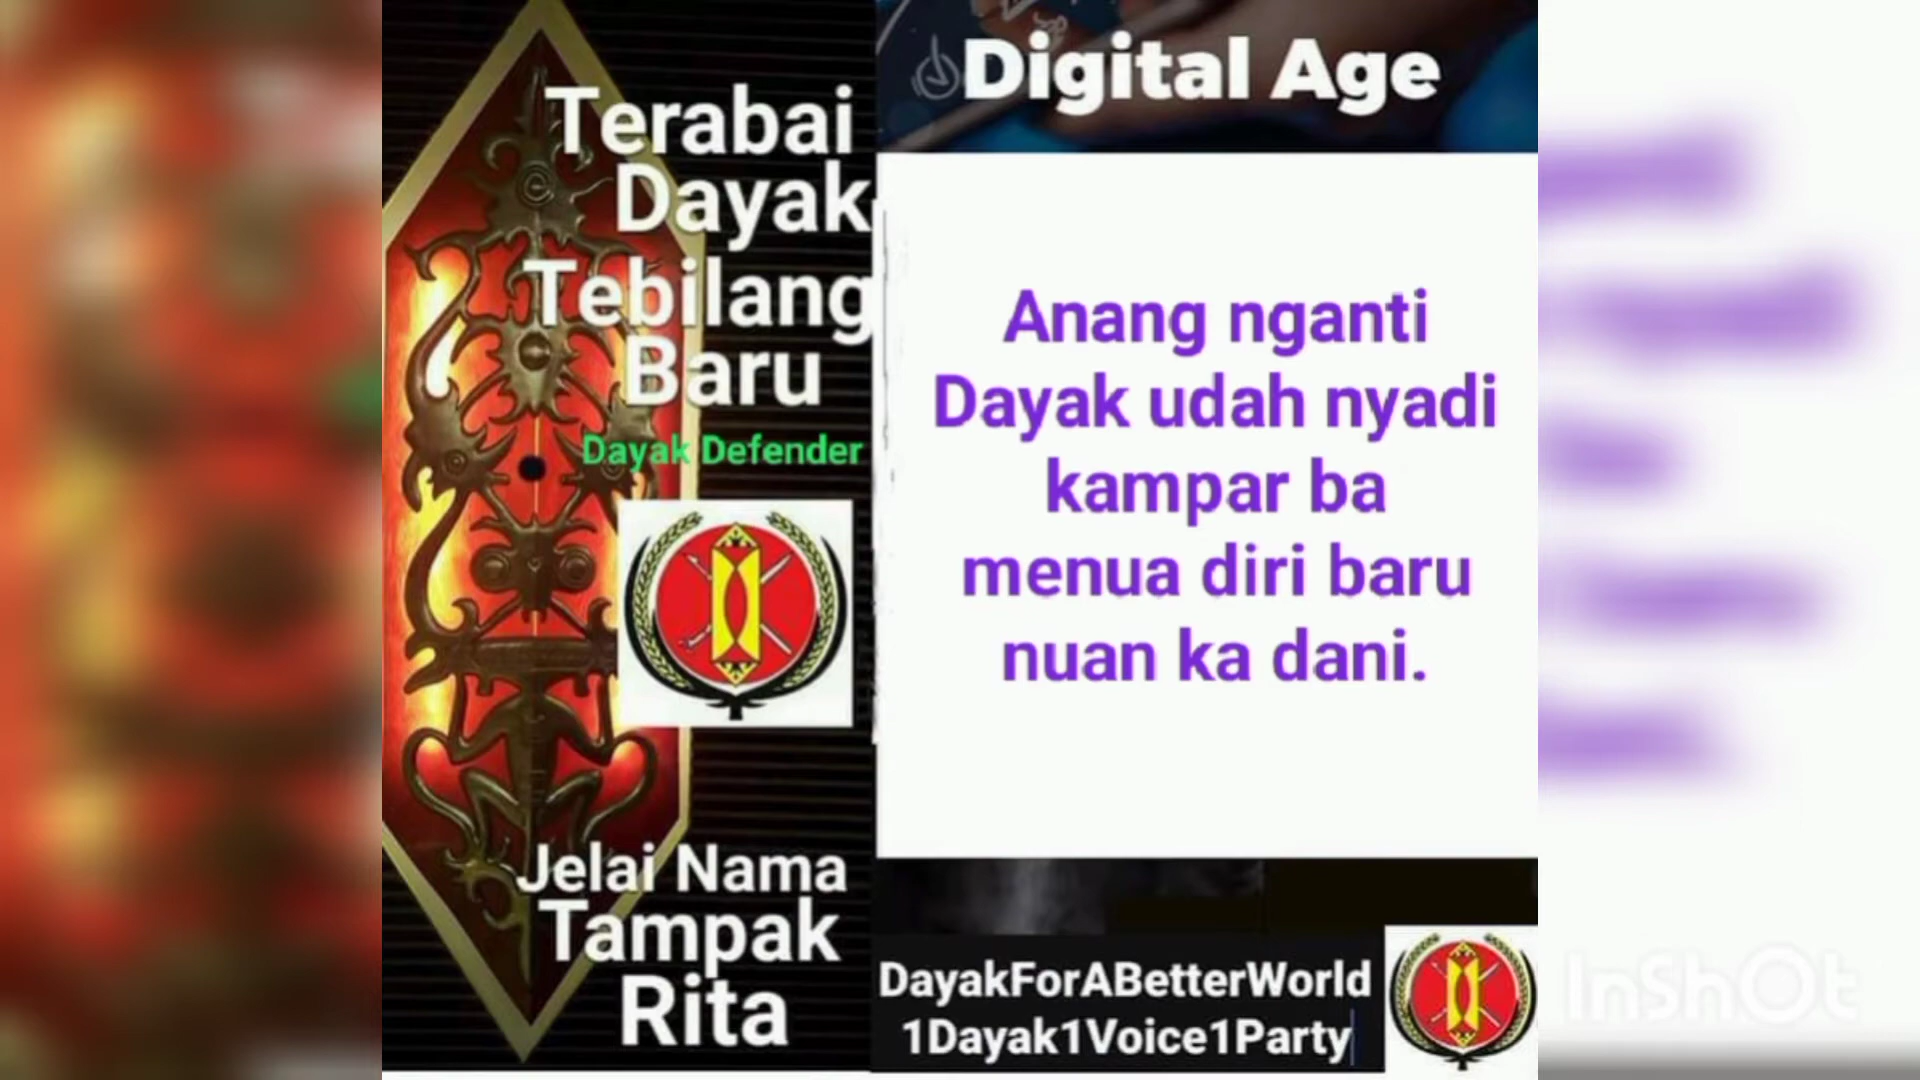 Terabai
Dayak
Tebilang
Baru
Dayak Defender
Jelai Nama
Tampak
Rita
Digital Age
Anang nganti
Dayak udah nyadi
kampar ba
menua diri baru
nuan ka dani.
DayakForABetterWorld
1Dayak1Voice1Party
InShOt